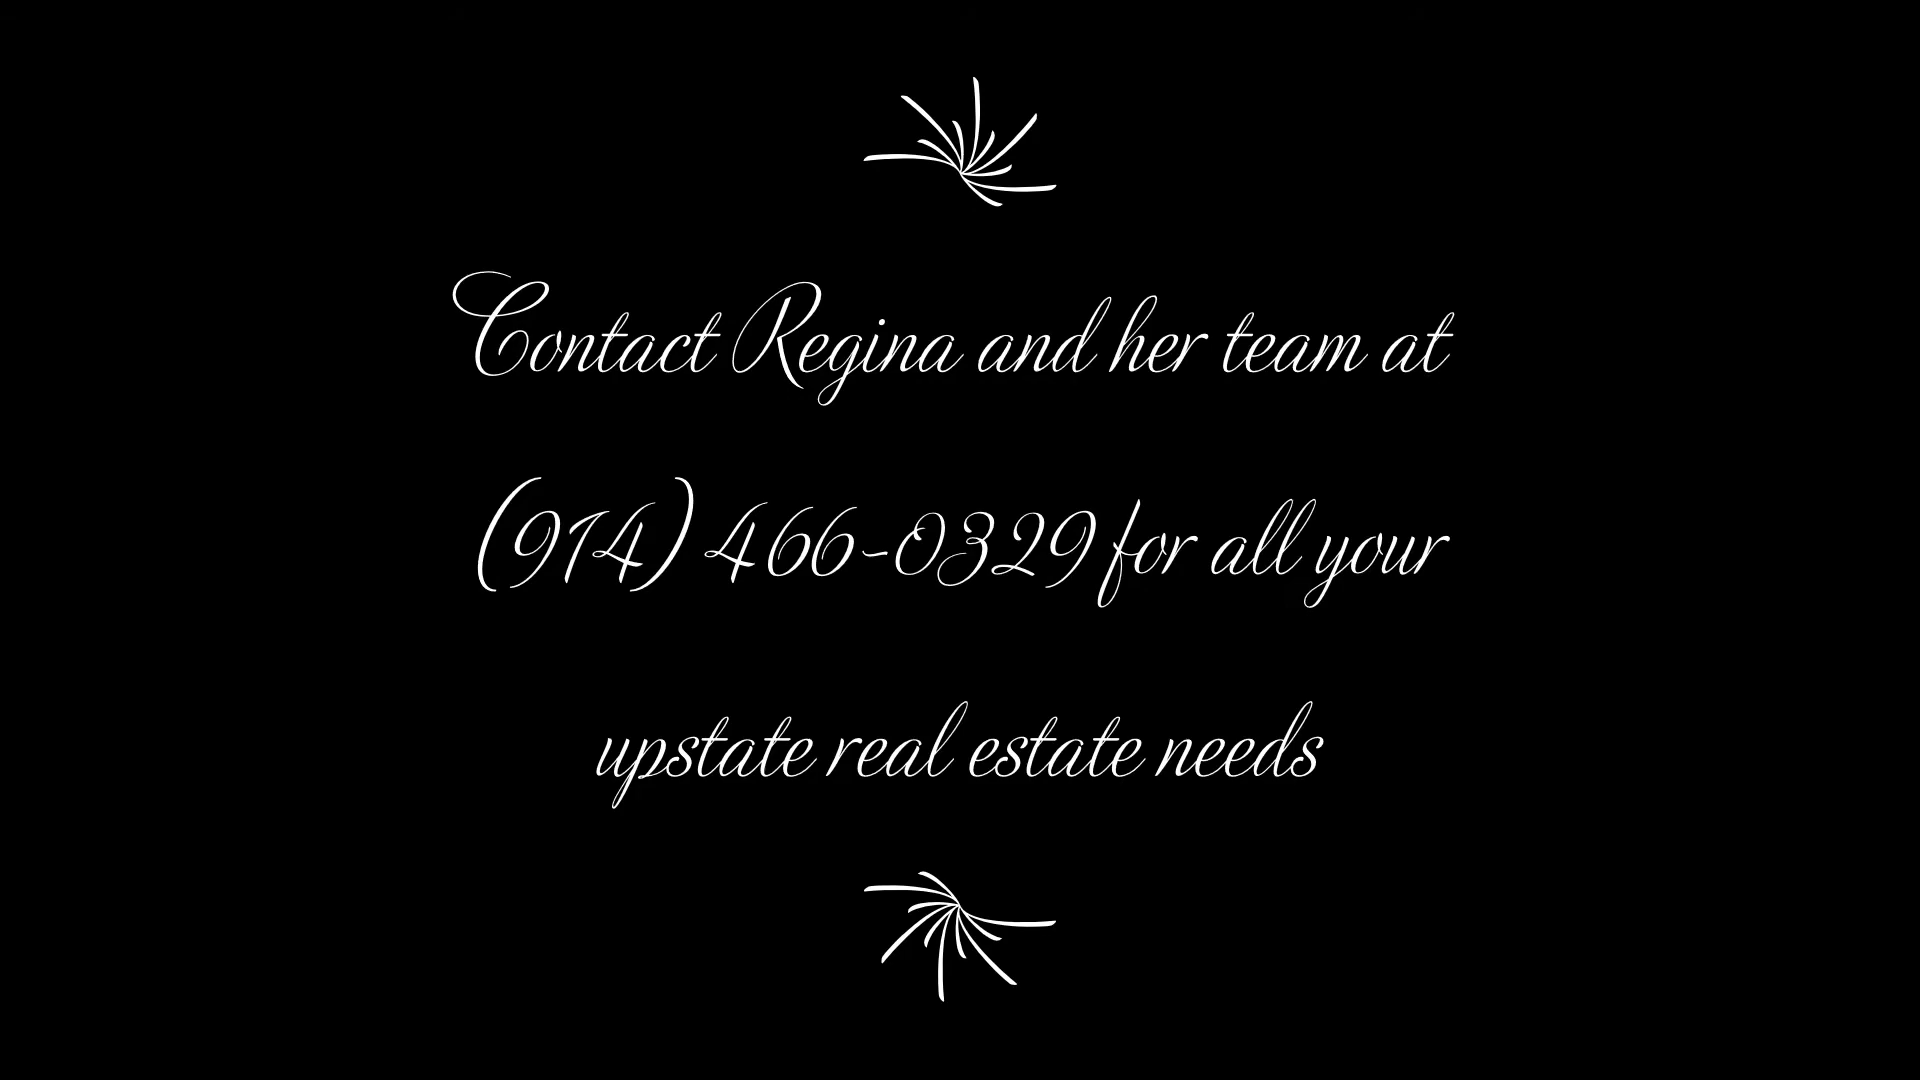 Contact Regina and her team at
(914) 466-0329 for all your
upstate real estate needs